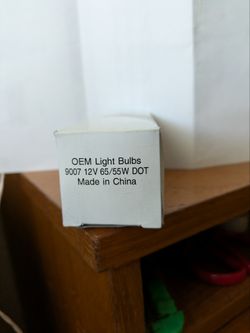 OEM Light Bulbs
9007 12V 65/55W DOT
Made in China